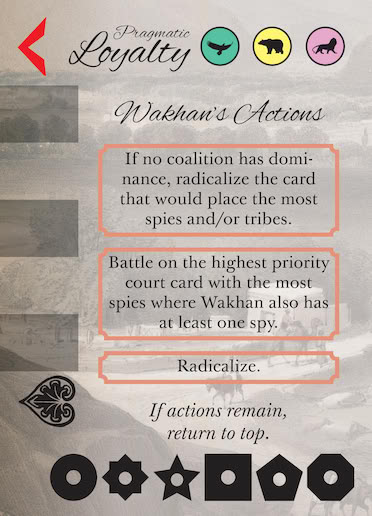 Pragmatic
Loyalty
Wakhan's Actions
If no coalition has domi-
nance, radicalize the card
that would place the most
spies and/or tribes.
Battle on the highest priority
court card with the most
spies where Wakhan also has
at least one spy.
Radicalize.
If actions remain,
return to top.